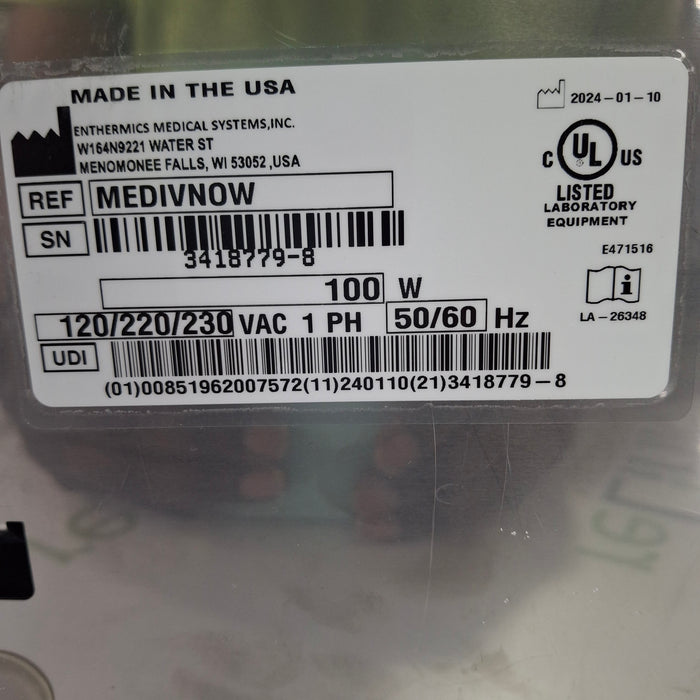 MADE IN THE USA
2024-01-10
ENTHERMICS MEDICAL SYSTEMS,INC.
W164N9221 WATER ST
MENOMONEE FALLS, WI 53052 ,USA
C UL US
LISTED
LABORATORY
EQUIPMENT
REF MEDIVNOW
SN
3418779-8
E471516
100 W
120/220/230 VAC 1 PH 50/60 Hz
LA-26348
UDI
(01)00851962007572(11)240110(21)3418779-8